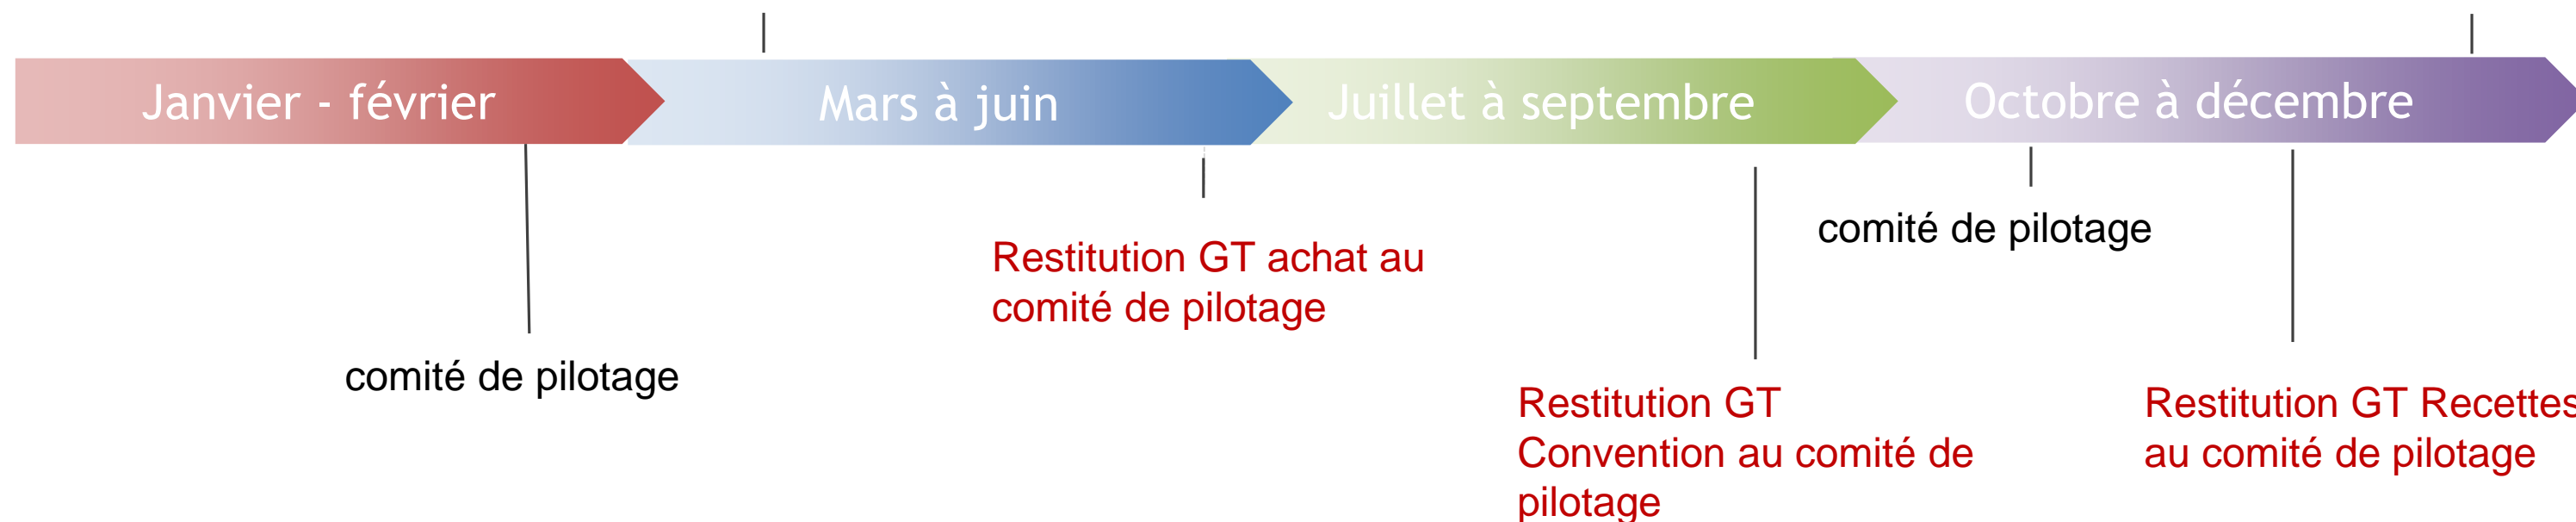 Janvier - février
Mars à juin
Juillet à septembre
Octobre à décembre
comité de pilotage
Restitution GT achat au
comité de pilotage
comité de pilotage
Restitution GT
Convention au comité de
pilotage
Restitution GT Recettes
au comité de pilotage